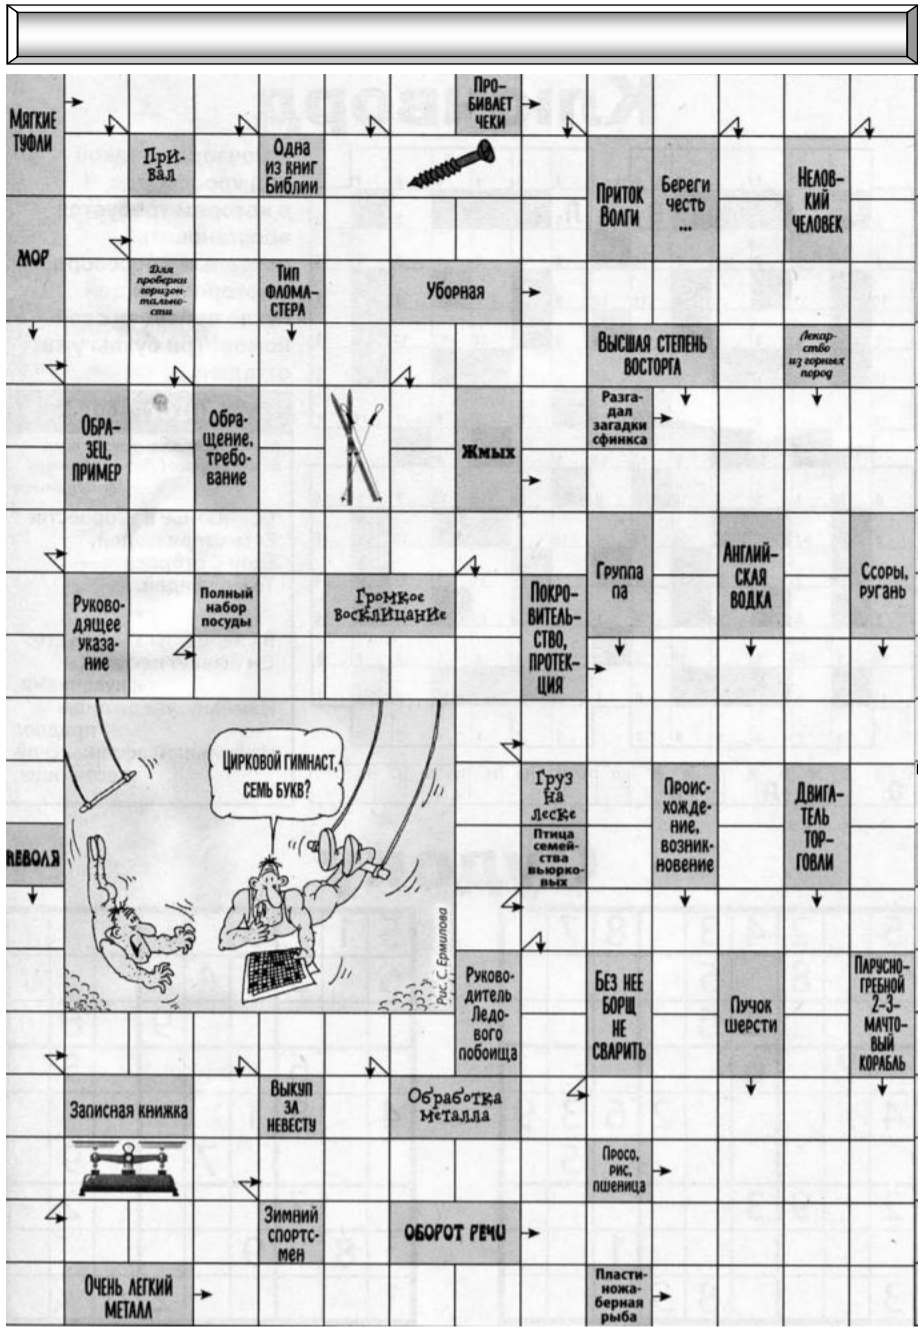 ПРО-
БИВАЕТ
ЧЕКИ
МЯГКИЕ
ТУФЛИ
При-
вал
Одна
из книг
Библии
ПРИТОК
ВОЛГИ
Береги
честь
...
НЕЛОВ-
КИЙ
ЧЕЛОВЕК
МОР
Для
проверки
горизон-
тально-
сти
ТИП
ФЛОМА-
СТЕРА
Уборная
ВЫСШАЯ СТЕПЕНЬ
ВОСТОРГА
Лекар-
ство
из горных
пород
ОБРА-
ЗЕЦ,
ПРИМЕР
Обра-
щение,
требо-
вание
Жмых
Разга-
дал
загадки
сфинкса
Руково-
дящее
указа-
ние
Полный
набор
посуды
Громкое
восклицание
ПОКРО-
ВИТЕЛЬ-
СТВО,
ПРОТЕК-
ЦИЯ
Группа
па
АНГЛИЙ-
СКАЯ
ВОДКА
Ссоры,
ругань
ЦИРКОВОЙ ГИМНАСТ,
СЕМЬ БУКВ?
Груз
на
леске
Проис-
хожде-
ние,
возник-
новение
ДВИГА-
ТЕЛЬ
ТОР-
ГОВЛИ
НЕВОЛЯ
Птица
семей-
ства
вьюрко-
вых
Рис. С. Ермилова
Руково-
дитель
Ледо-
вого
побоища
БЕЗ НЕЕ
БОРЩ
НЕ
СВАРИТЬ
Пучок
шерсти
ПАРУСНО-
ГРЕБНОЙ
2-3-
МАЧТО-
ВЫЙ
КОРАБЛЬ
Записная книжка
ВЫКУП
ЗА
НЕВЕСТУ
Обработка
металла
Просо,
рис,
пшеница
Зимний
спортс-
мен
ОБОРОТ РЕЧИ
ОЧЕНЬ ЛЕГКИЙ
МЕТАЛЛ
Пласти-
ножа-
берная
рыба